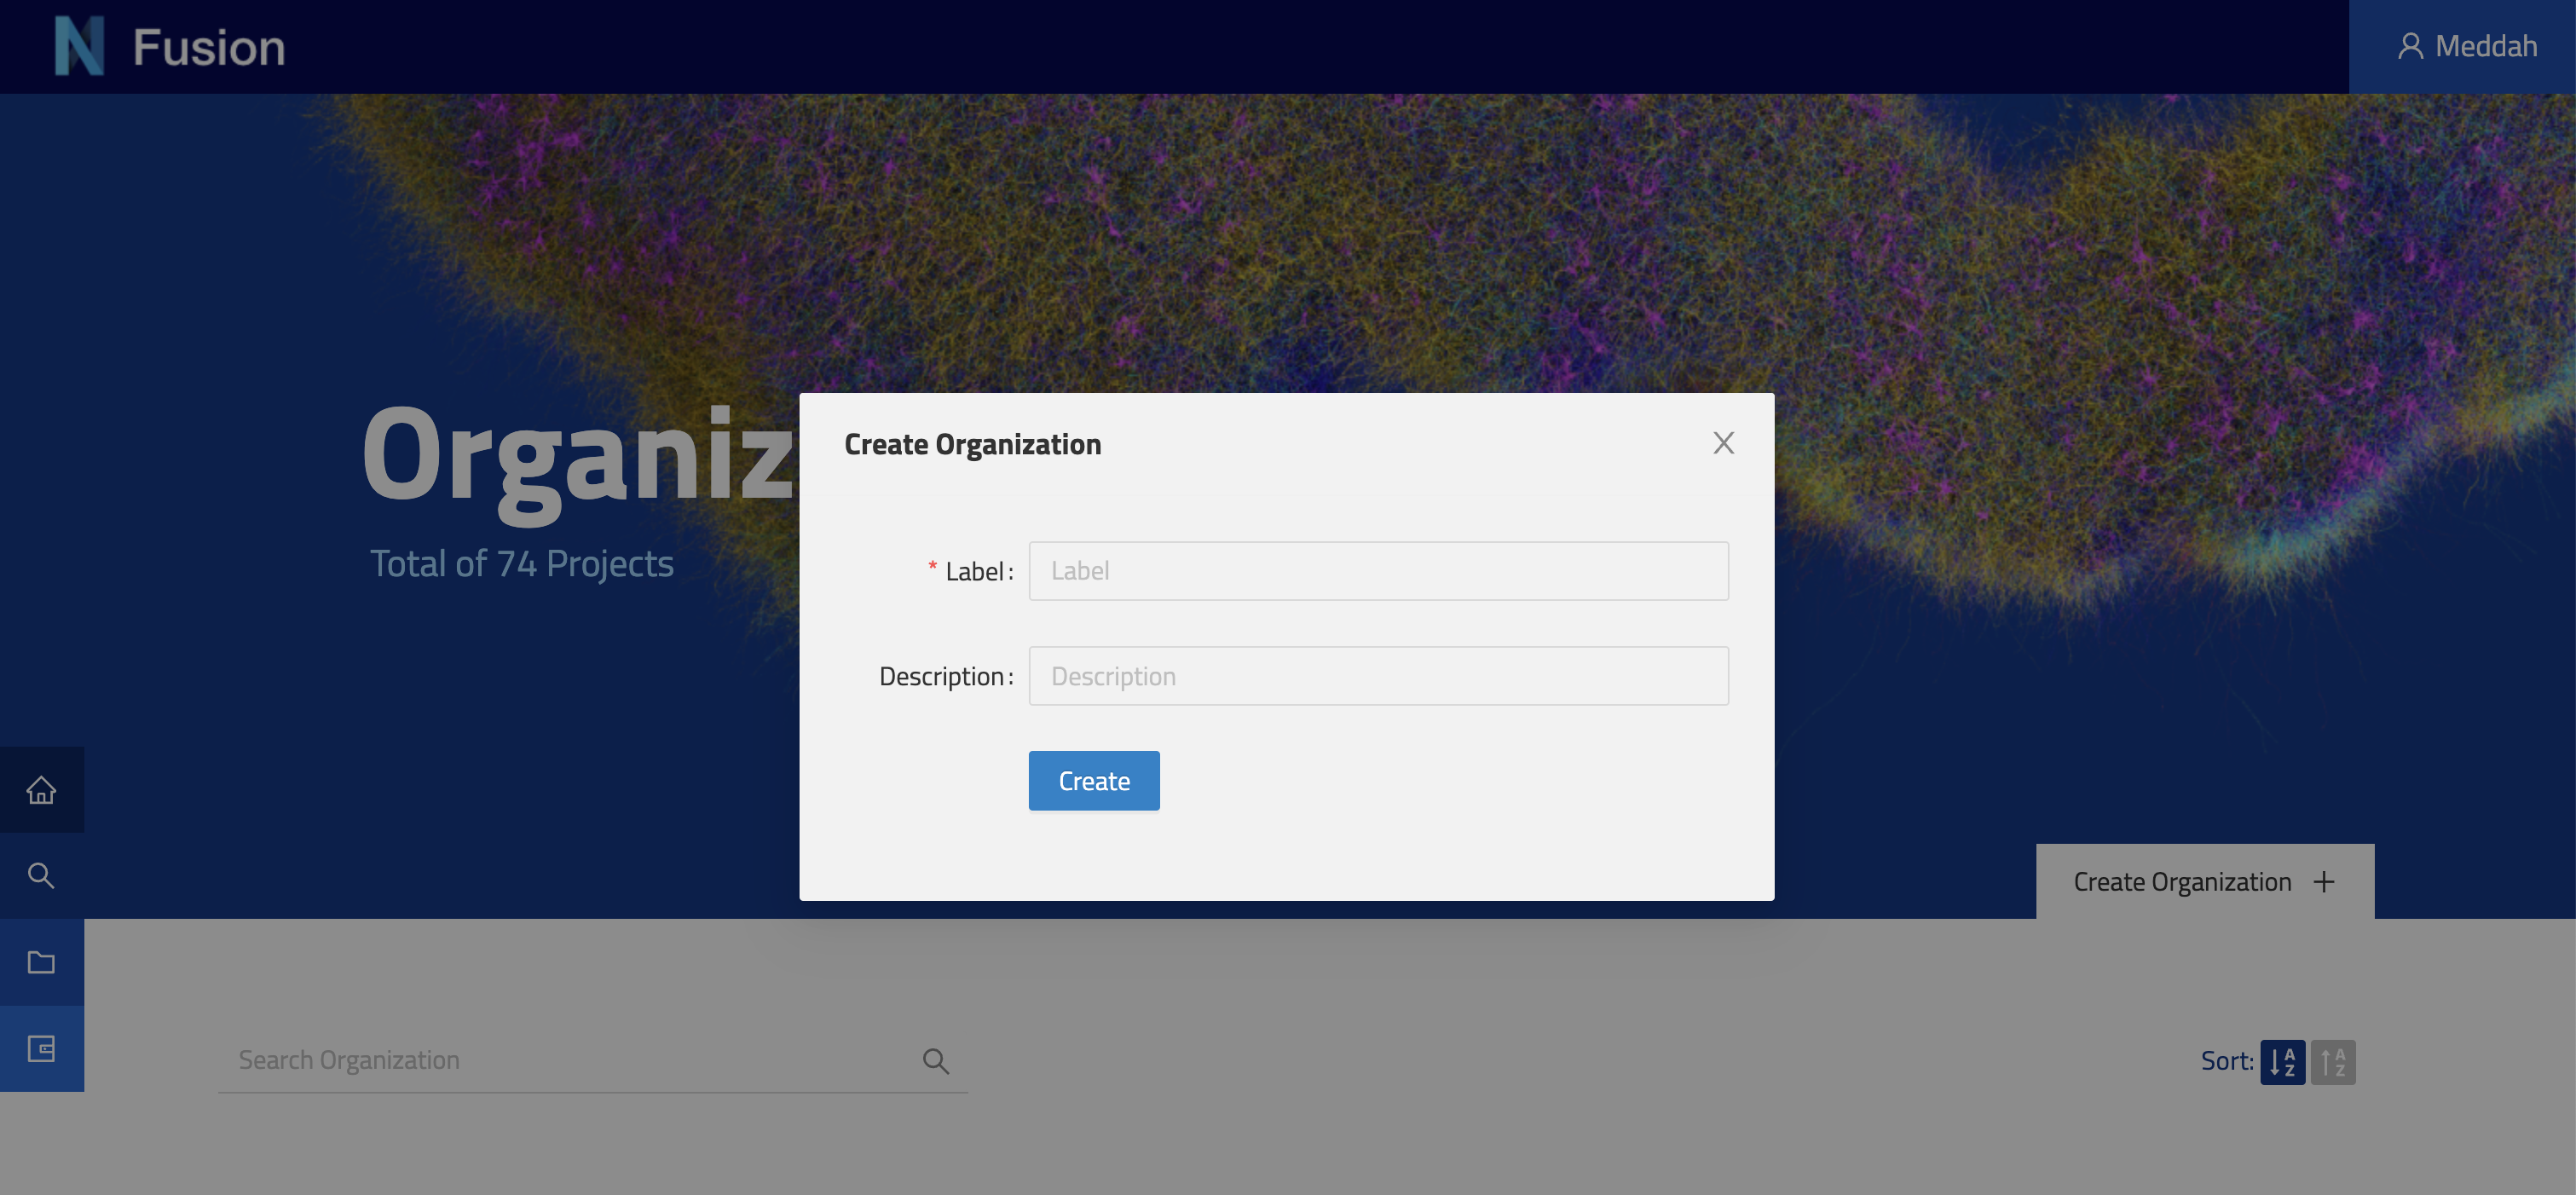 N Fusion
Meddah
Organiz
Total of 74 Projects
Create Organization
* Label:
Label
Description:
Description
Create
Create Organization +
Search Organization
Sort: A Z A Z